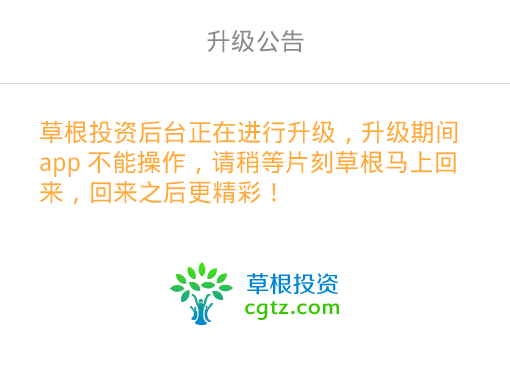 升级公告
草根投资后台正在进行升级，升级期间
app 不能操作，请稍等片刻草根马上回
来，回来之后更精彩！
草根投资
cgtz.com